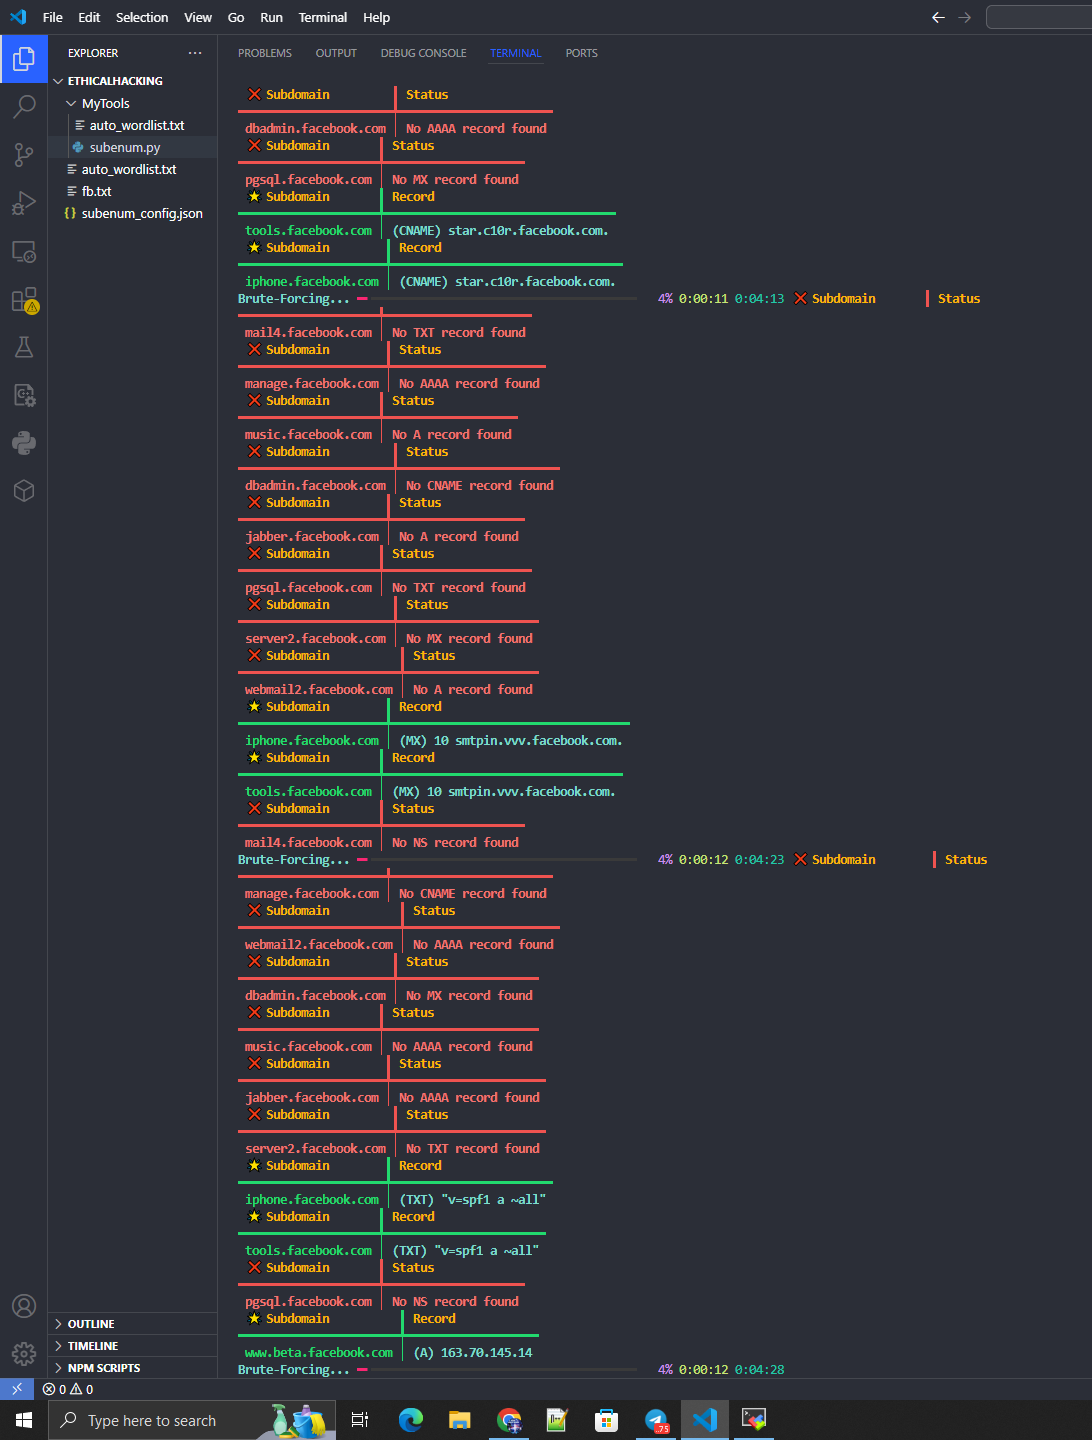 File Edit Selection View Go Run Terminal Help
EXPLORER
ETHICALHACKING
MyTools
auto_wordlist.txt
subenum.py
auto_wordlist.txt
fb.txt
subenum_config.json
OUTLINE
TIMELINE
NPM SCRIPTS
PROBLEMS OUTPUT DEBUG CONSOLE TERMINAL PORTS
Subdomain Status
dbadmin.facebook.com No AAAA record found
Subdomain Status
pgsql.facebook.com No MX record found
Subdomain Record
tools.facebook.com (CNAME) star.c10r.facebook.com.
Subdomain Record
iphone.facebook.com (CNAME) star.c10r.facebook.com.
Brute-Forcing... 4% 0:00:11 0:04:13 Subdomain Status
mail4.facebook.com No TXT record found
Subdomain Status
manage.facebook.com No AAAA record found
Subdomain Status
music.facebook.com No A record found
Subdomain Status
dbadmin.facebook.com No CNAME record found
Subdomain Status
jabber.facebook.com No A record found
Subdomain Status
pgsql.facebook.com No TXT record found
Subdomain Status
server2.facebook.com No MX record found
Subdomain Status
webmail2.facebook.com No A record found
Subdomain Record
iphone.facebook.com (MX) 10 smtpin.vvv.facebook.com.
Subdomain Record
tools.facebook.com (MX) 10 smtpin.vvv.facebook.com.
Subdomain Status
mail4.facebook.com No NS record found
Brute-Forcing... 4% 0:00:12 0:04:23 Subdomain Status
manage.facebook.com No CNAME record found
Subdomain Status
webmail2.facebook.com No AAAA record found
Subdomain Status
dbadmin.facebook.com No MX record found
Subdomain Status
music.facebook.com No AAAA record found
Subdomain Status
jabber.facebook.com No AAAA record found
Subdomain Status
server2.facebook.com No TXT record found
Subdomain Record
iphone.facebook.com (TXT) "v=spf1 a ~all"
Subdomain Record
tools.facebook.com (TXT) "v=spf1 a ~all"
Subdomain Status
pgsql.facebook.com No NS record found
Subdomain Record
www.beta.facebook.com (A) 163.70.145.14
Brute-Forcing... 4% 0:00:12 0:04:28
0 0
Type here to search
.75